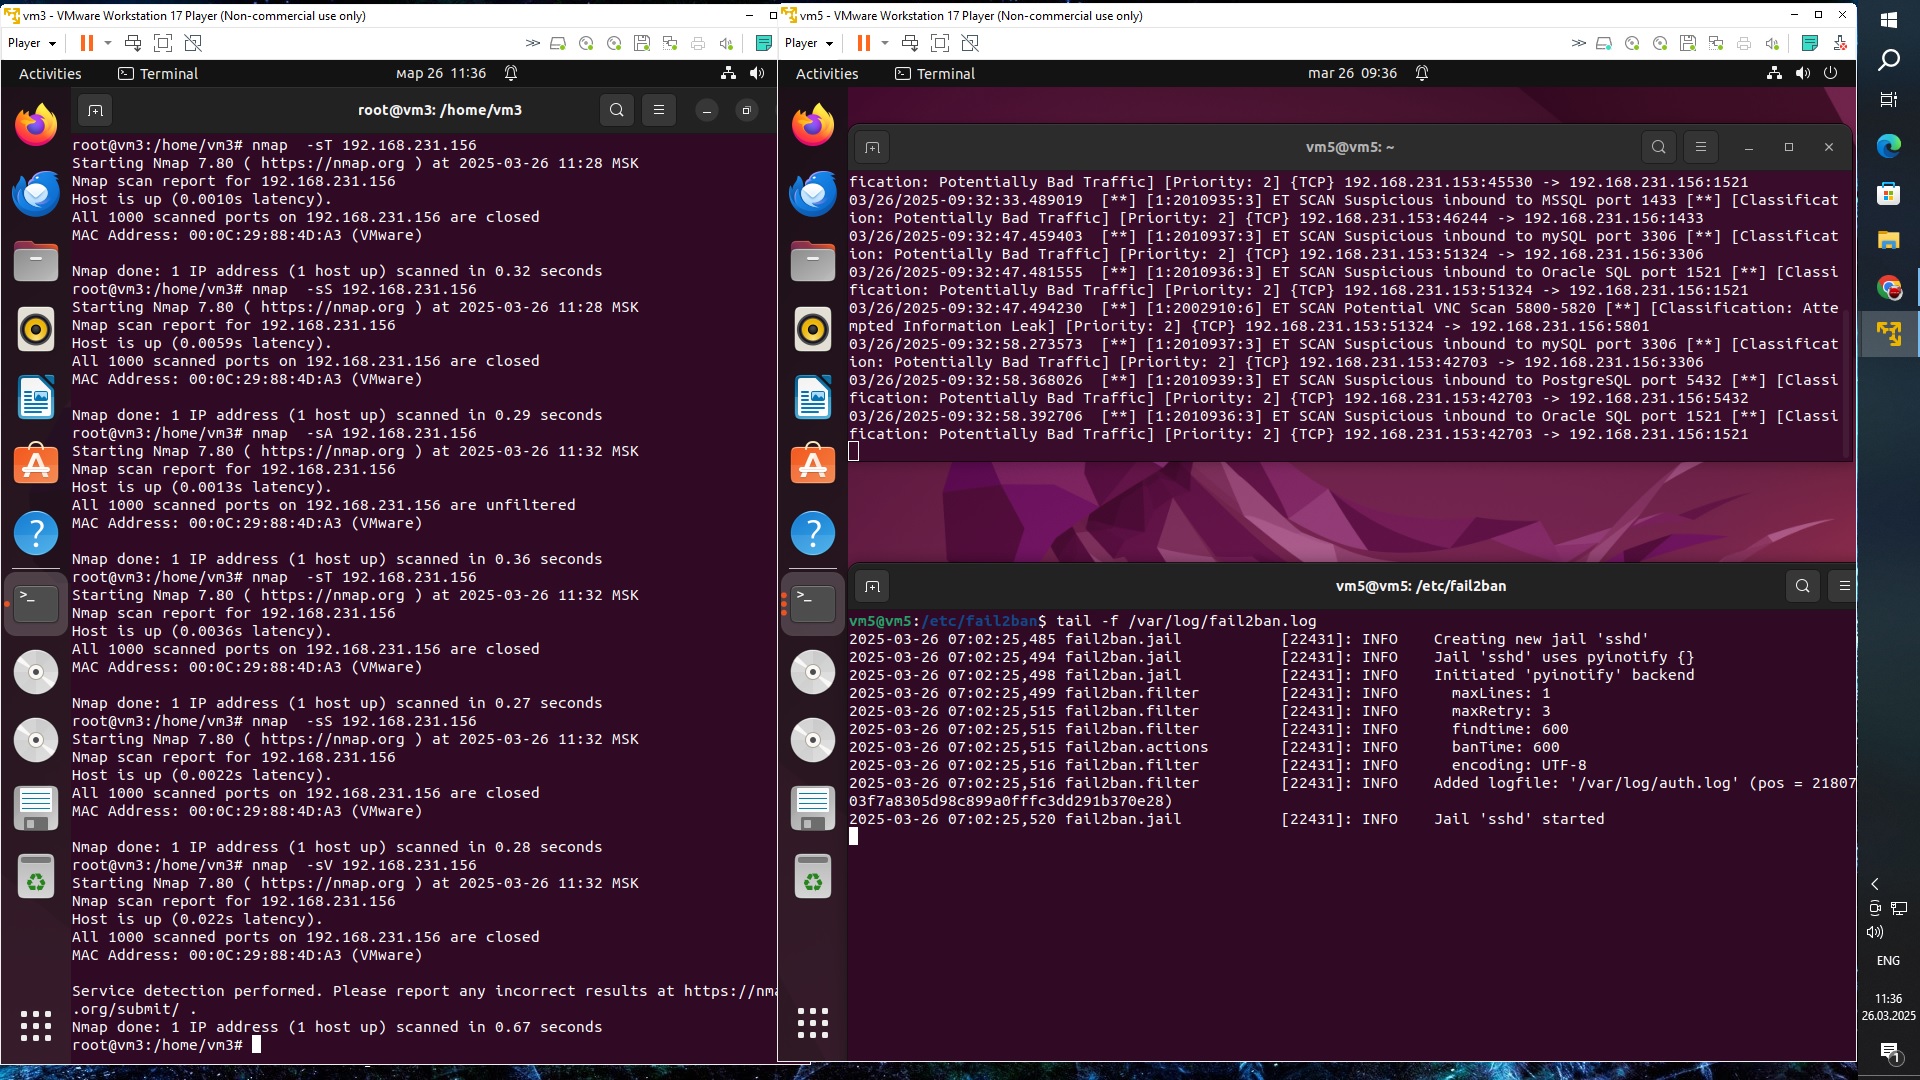 vm3 - VMware Workstation 17 Player (Non-commercial use only)
Player
Activities
Terminal
мар 26 11:36
root@vm3: /home/vm3
root@vm3:/home/vm3# nmap  -sT 192.168.231.156
Starting Nmap 7.80 ( https://nmap.org ) at 2025-03-26 11:28 MSK
Nmap scan report for 192.168.231.156
Host is up (0.0010s latency).
All 1000 scanned ports on 192.168.231.156 are closed
MAC Address: 00:0C:29:88:4D:A3 (VMware)
Nmap done: 1 IP address (1 host up) scanned in 0.32 seconds
root@vm3:/home/vm3# nmap  -sS 192.168.231.156
Starting Nmap 7.80 ( https://nmap.org ) at 2025-03-26 11:28 MSK
Nmap scan report for 192.168.231.156
Host is up (0.0059s latency).
All 1000 scanned ports on 192.168.231.156 are closed
MAC Address: 00:0C:29:88:4D:A3 (VMware)
Nmap done: 1 IP address (1 host up) scanned in 0.29 seconds
root@vm3:/home/vm3# nmap  -sA 192.168.231.156
Starting Nmap 7.80 ( https://nmap.org ) at 2025-03-26 11:32 MSK
Nmap scan report for 192.168.231.156
Host is up (0.0013s latency).
All 1000 scanned ports on 192.168.231.156 are unfiltered
MAC Address: 00:0C:29:88:4D:A3 (VMware)
Nmap done: 1 IP address (1 host up) scanned in 0.36 seconds
root@vm3:/home/vm3# nmap  -sT 192.168.231.156
Starting Nmap 7.80 ( https://nmap.org ) at 2025-03-26 11:32 MSK
Nmap scan report for 192.168.231.156
Host is up (0.0036s latency).
All 1000 scanned ports on 192.168.231.156 are closed
MAC Address: 00:0C:29:88:4D:A3 (VMware)
Nmap done: 1 IP address (1 host up) scanned in 0.27 seconds
root@vm3:/home/vm3# nmap  -sS 192.168.231.156
Starting Nmap 7.80 ( https://nmap.org ) at 2025-03-26 11:32 MSK
Nmap scan report for 192.168.231.156
Host is up (0.0022s latency).
All 1000 scanned ports on 192.168.231.156 are closed
MAC Address: 00:0C:29:88:4D:A3 (VMware)
Nmap done: 1 IP address (1 host up) scanned in 0.28 seconds
root@vm3:/home/vm3# nmap  -sV 192.168.231.156
Starting Nmap 7.80 ( https://nmap.org ) at 2025-03-26 11:32 MSK
Nmap scan report for 192.168.231.156
Host is up (0.022s latency).
All 1000 scanned ports on 192.168.231.156 are closed
MAC Address: 00:0C:29:88:4D:A3 (VMware)
Service detection performed. Please report any incorrect results at https://nma
.org/submit/ .
Nmap done: 1 IP address (1 host up) scanned in 0.67 seconds
root@vm3:/home/vm3#
vm5 - VMware Workstation 17 Player (Non-commercial use only)
Player
Activities
Terminal
mar 26 09:36
vm5@vm5: ~
fication: Potentially Bad Traffic] [Priority: 2] {TCP} 192.168.231.153:45530 -> 192.168.231.156:1521
03/26/2025-09:32:33.489019  [**] [1:2010935:3] ET SCAN Suspicious inbound to MSSQL port 1433 [**] [Classificat
ion: Potentially Bad Traffic] [Priority: 2] {TCP} 192.168.231.153:46244 -> 192.168.231.156:1433
03/26/2025-09:32:47.459403  [**] [1:2010937:3] ET SCAN Suspicious inbound to mySQL port 3306 [**] [Classificat
ion: Potentially Bad Traffic] [Priority: 2] {TCP} 192.168.231.153:51324 -> 192.168.231.156:3306
03/26/2025-09:32:47.481555  [**] [1:2010936:3] ET SCAN Suspicious inbound to Oracle SQL port 1521 [**] [Classi
fication: Potentially Bad Traffic] [Priority: 2] {TCP} 192.168.231.153:51324 -> 192.168.231.156:1521
03/26/2025-09:32:47.494230  [**] [1:2002910:6] ET SCAN Potential VNC Scan 5800-5820 [**] [Classification: Atte
mpted Information Leak] [Priority: 2] {TCP} 192.168.231.153:51324 -> 192.168.231.156:5801
03/26/2025-09:32:58.273573  [**] [1:2010937:3] ET SCAN Suspicious inbound to mySQL port 3306 [**] [Classificat
ion: Potentially Bad Traffic] [Priority: 2] {TCP} 192.168.231.153:42703 -> 192.168.231.156:3306
03/26/2025-09:32:58.368026  [**] [1:2010939:3] ET SCAN Suspicious inbound to PostgreSQL port 5432 [**] [Classi
fication: Potentially Bad Traffic] [Priority: 2] {TCP} 192.168.231.153:42703 -> 192.168.231.156:5432
03/26/2025-09:32:58.392706  [**] [1:2010936:3] ET SCAN Suspicious inbound to Oracle SQL port 1521 [**] [Classi
fication: Potentially Bad Traffic] [Priority: 2] {TCP} 192.168.231.153:42703 -> 192.168.231.156:1521
vm5@vm5: /etc/fail2ban
vm5@vm5:/etc/fail2ban$ tail -f /var/log/fail2ban.log
2025-03-26 07:02:25,485 fail2ban.jail           [22431]: INFO    Creating new jail 'sshd'
2025-03-26 07:02:25,494 fail2ban.jail           [22431]: INFO    Jail 'sshd' uses pyinotify {}
2025-03-26 07:02:25,498 fail2ban.jail           [22431]: INFO    Initiated 'pyinotify' backend
2025-03-26 07:02:25,499 fail2ban.filter         [22431]: INFO      maxLines: 1
2025-03-26 07:02:25,515 fail2ban.filter         [22431]: INFO      maxRetry: 3
2025-03-26 07:02:25,515 fail2ban.filter         [22431]: INFO      findtime: 600
2025-03-26 07:02:25,515 fail2ban.actions        [22431]: INFO      banTime: 600
2025-03-26 07:02:25,516 fail2ban.filter         [22431]: INFO      encoding: UTF-8
2025-03-26 07:02:25,516 fail2ban.filter         [22431]: INFO    Added logfile: '/var/log/auth.log' (pos = 21807
03f7a8305d98c899a0fffc3dd291b370e28)
2025-03-26 07:02:25,520 fail2ban.jail           [22431]: INFO    Jail 'sshd' started
ENG
11:36
26.03.2025
1